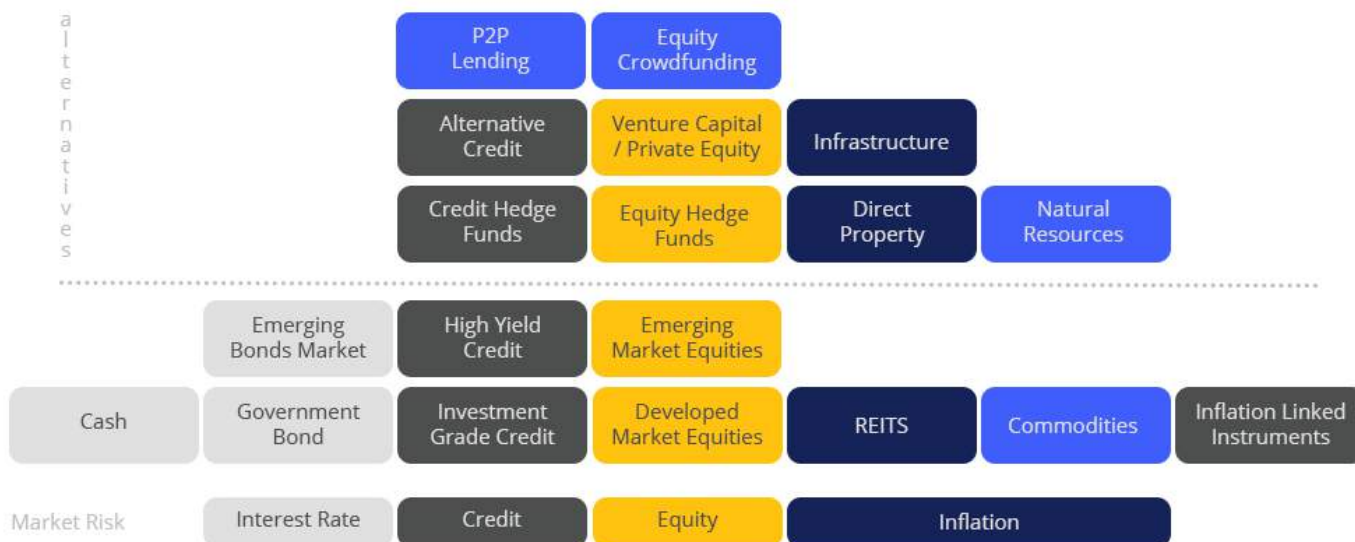 alternatives
P2P
Lending
Equity
Crowdfunding
Alternative
Credit
Venture Capital
/ Private Equity
Infrastructure
Credit Hedge
Funds
Equity Hedge
Funds
Direct
Property
Natural
Resources
Emerging
Bonds Market
High Yield
Credit
Emerging
Market Equities
Cash
Government
Bond
Investment
Grade Credit
Developed
Market Equities
REITS
Commodities
Inflation Linked
Instruments
Market Risk
Interest Rate
Credit
Equity
Inflation